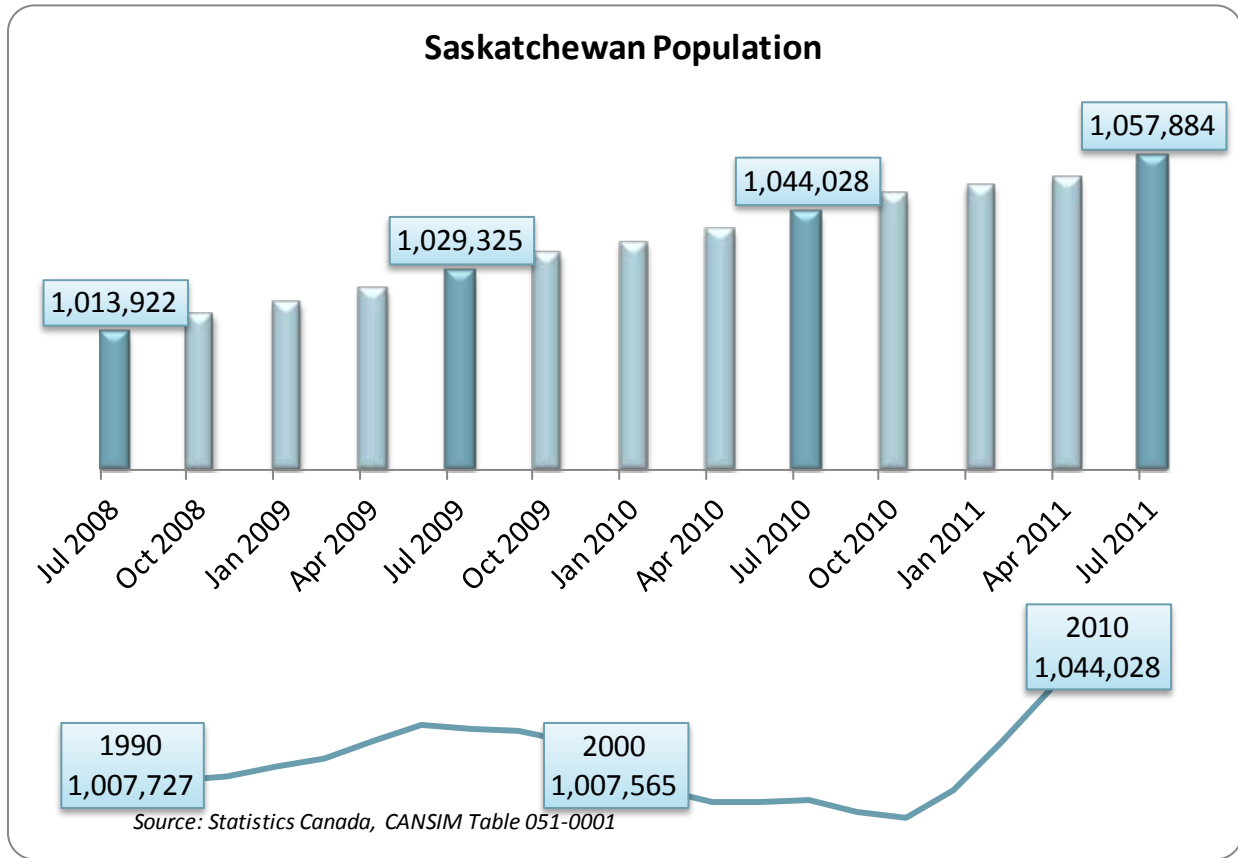 Saskatchewan Population
1,057,884
1,044,028
1,029,325
1,013,922
Jul 2008
Oct 2008
Jan 2009
Apr 2009
Jul 2009
Oct 2009
Jan 2010
Apr 2010
Jul 2010
Oct 2010
Jan 2011
Apr 2011
Jul 2011
2010
1,044,028
1990
1,007,727
2000
1,007,565
Source: Statistics Canada, CANSIM Table 051-0001